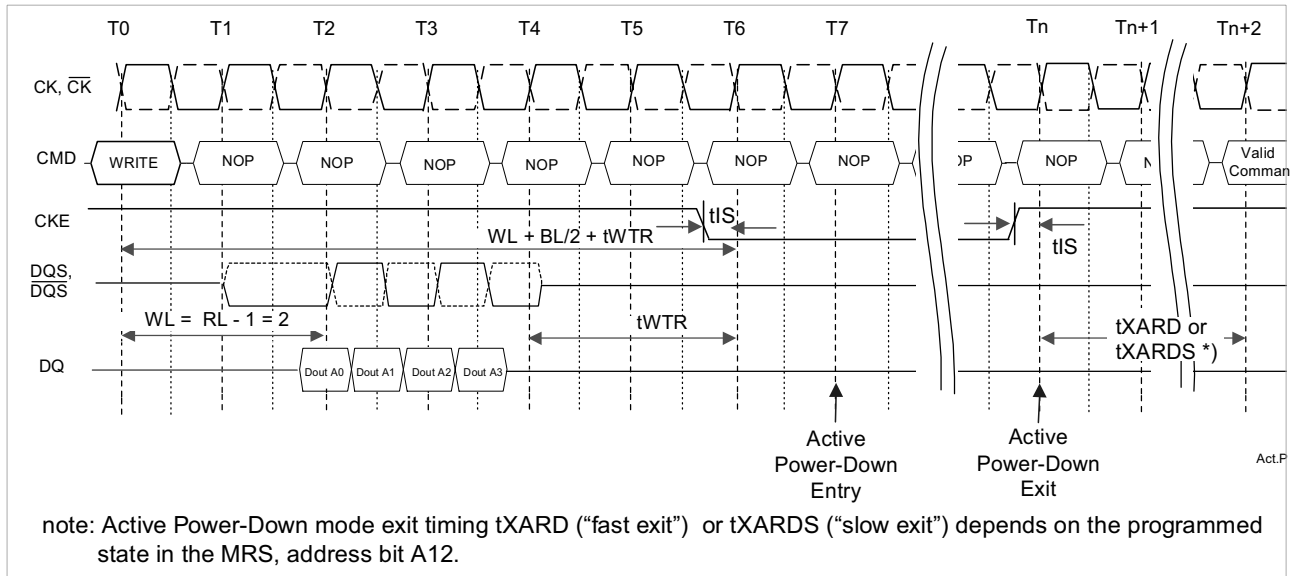 T0 T1 T2 T3 T4 T5 T6 T7 Tn Tn+1 Tn+2
CK, CK
CMD WRITE NOP NOP NOP NOP NOP NOP NOP OP NOP N Valid
Comman
CKE tIS
WL + BL/2 + tWTR tIS
DQS,
DQS
WL = RL - 1 = 2 tWTR tXARD or
tXARDS *)
DQ Dout A0 Dout A1 Dout A2 Dout A3
Active Active
Power-Down Power-Down
Entry Exit
Act.P
note: Active Power-Down mode exit timing tXARD (“fast exit”) or tXARDS (“slow exit”) depends on the programmed
state in the MRS, address bit A12.